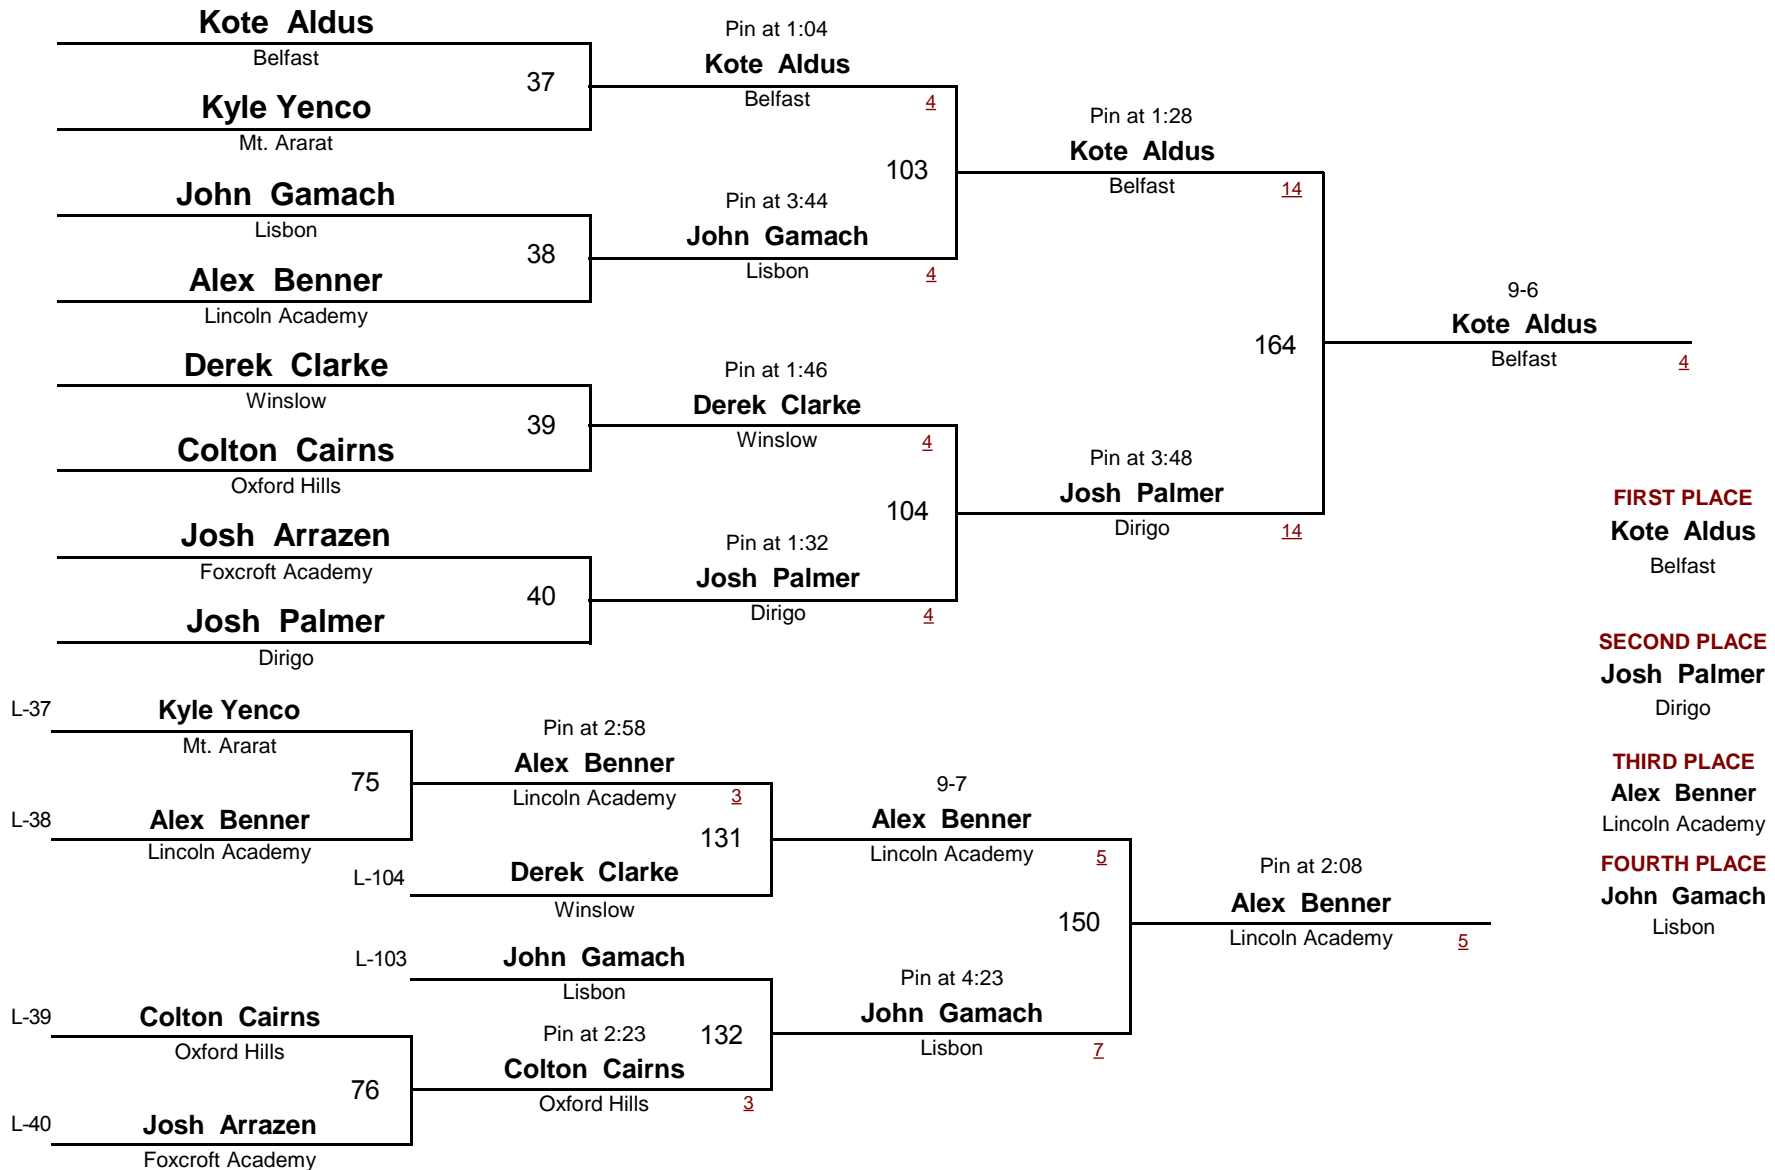 Kote Aldus
Belfast
37
Kyle Yenco
Mt. Ararat
John Gamach
Lisbon
38
Alex Benner
Lincoln Academy
Derek Clarke
Winslow
39
Colton Cairns
Oxford Hills
Josh Arrazen
Foxcroft Academy
40
Josh Palmer
Dirigo
Pin at 1:04
Kote Aldus
Belfast
4
103
Pin at 3:44
John Gamach
Lisbon
4
Pin at 1:46
Derek Clarke
Winslow
4
104
Pin at 1:32
Josh Palmer
Dirigo
4
Pin at 1:28
Kote Aldus
Belfast
14
164
Pin at 3:48
Josh Palmer
Dirigo
14
9-6
Kote Aldus
Belfast
4
FIRST PLACE
Kote Aldus
Belfast
SECOND PLACE
Josh Palmer
Dirigo
THIRD PLACE
Alex Benner
Lincoln Academy
FOURTH PLACE
John Gamach
Lisbon
L-37
Kyle Yenco
Mt. Ararat
75
L-38
Alex Benner
Lincoln Academy
Pin at 2:58
Alex Benner
Lincoln Academy
3
131
L-104
Derek Clarke
Winslow
L-103
John Gamach
Lisbon
132
L-39
Colton Cairns
Oxford Hills
76
L-40
Josh Arrazen
Foxcroft Academy
Pin at 2:23
Colton Cairns
Oxford Hills
3
9-7
Alex Benner
Lincoln Academy
5
150
Pin at 4:23
John Gamach
Lisbon
7
Pin at 2:08
Alex Benner
Lincoln Academy
5